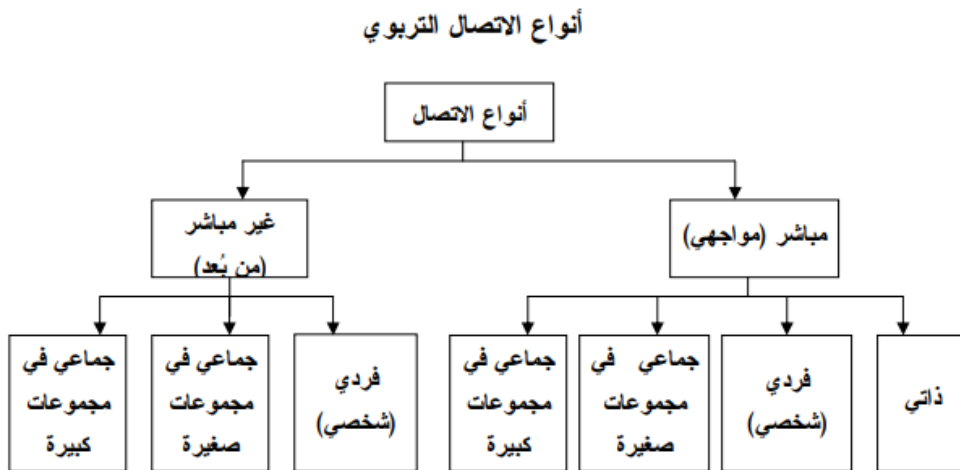 أنواع الاتصال التربوي
أنواع الاتصال
مباشر (مواجهي)
غير مباشر
(من بُعد)
ذاتي
فردي
(شخصي)
جماعي في
مجموعات
صغيرة
جماعي في
مجموعات
كبيرة
فردي
(شخصي)
جماعي في
مجموعات
صغيرة
جماعي في
مجموعات
كبيرة